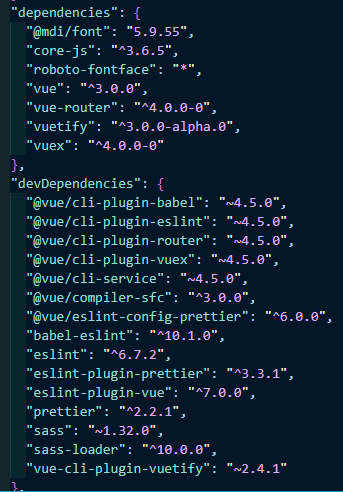 "dependencies": {
"@mdi/font": "5.9.55",
"core-js": "^3.6.5",
"roboto-fontface": "*",
"vue": "^3.0.0",
"vue-router": "^4.0.0-0",
"vuetify": "^3.0.0-alpha.0",
"vuex": "^4.0.0-0"
},
"devDependencies": {
"@vue/cli-plugin-babel": "~4.5.0",
"@vue/cli-plugin-eslint": "~4.5.0",
"@vue/cli-plugin-router": "~4.5.0",
"@vue/cli-plugin-vuex": "~4.5.0",
"@vue/cli-service": "~4.5.0",
"@vue/compiler-sfc": "^3.0.0",
"@vue/eslint-config-prettier": "^6.0.0",
"babel-eslint": "^10.1.0",
"eslint": "^6.7.2",
"eslint-plugin-prettier": "^3.3.1",
"eslint-plugin-vue": "^7.0.0",
"prettier": "^2.2.1",
"sass": "~1.32.0",
"sass-loader": "^10.0.0",
"vue-cli-plugin-vuetify": "~2.4.1"
},